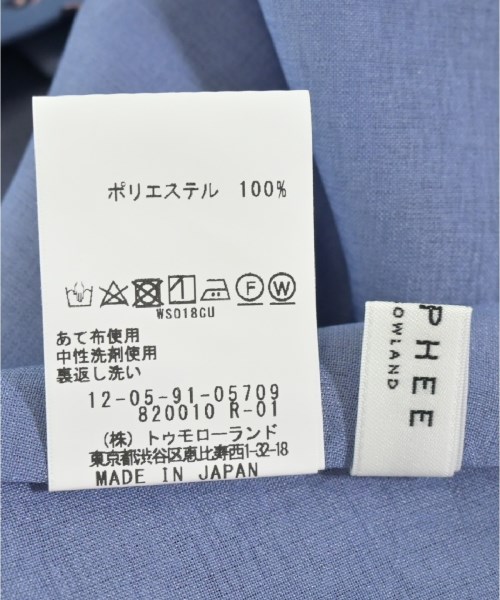 ポリエステル 100%
F W
WS018GU
あて布使用
中性洗剤使用
裏返し洗い
12-05-91-05709
820010 R-01
(株) トゥモローランド
東京都渋谷区恵比寿西1-32-18
MADE IN JAPAN
PHEE
OWLAND